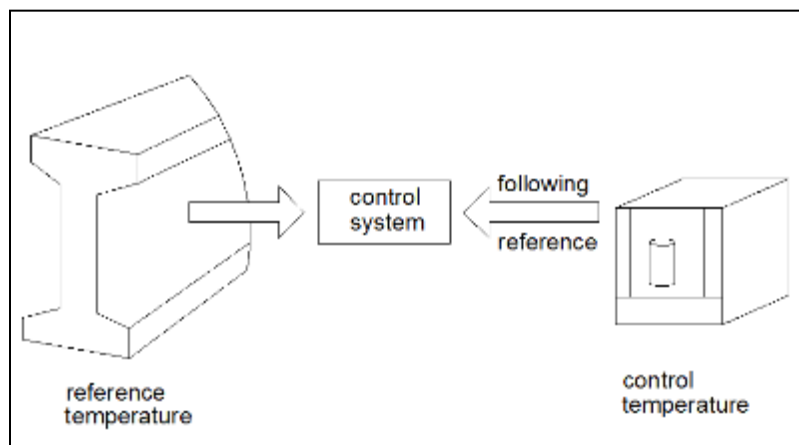 control
system
following
reference
reference
temperature
control
temperature